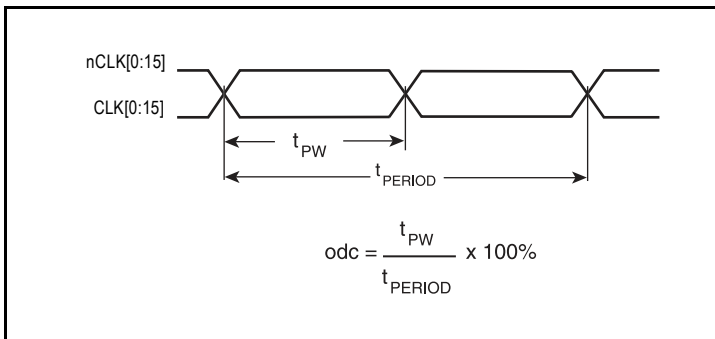 nCLK[0:15]
CLK[0:15]
tPW
tPERIOD
odc = tPW / tPERIOD x 100%